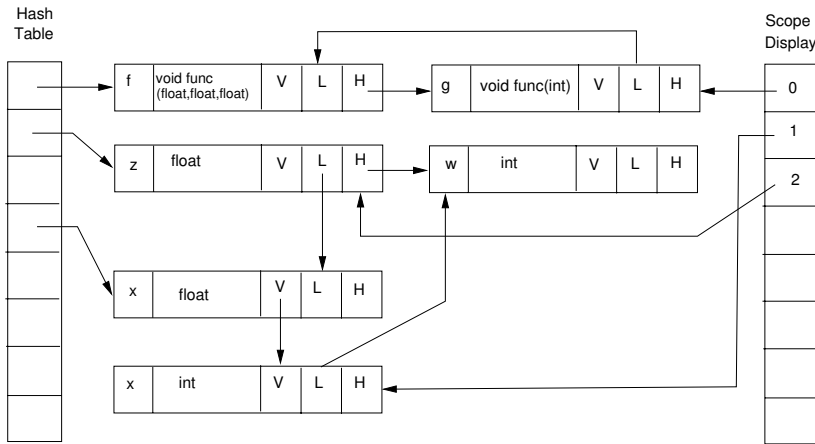 Hash
Table
Scope
Display
f void func
(float,float,float) V L H
g void func(int) V L H
0
1
z float V L H
w int V L H
2
x float V L H
x int V L H